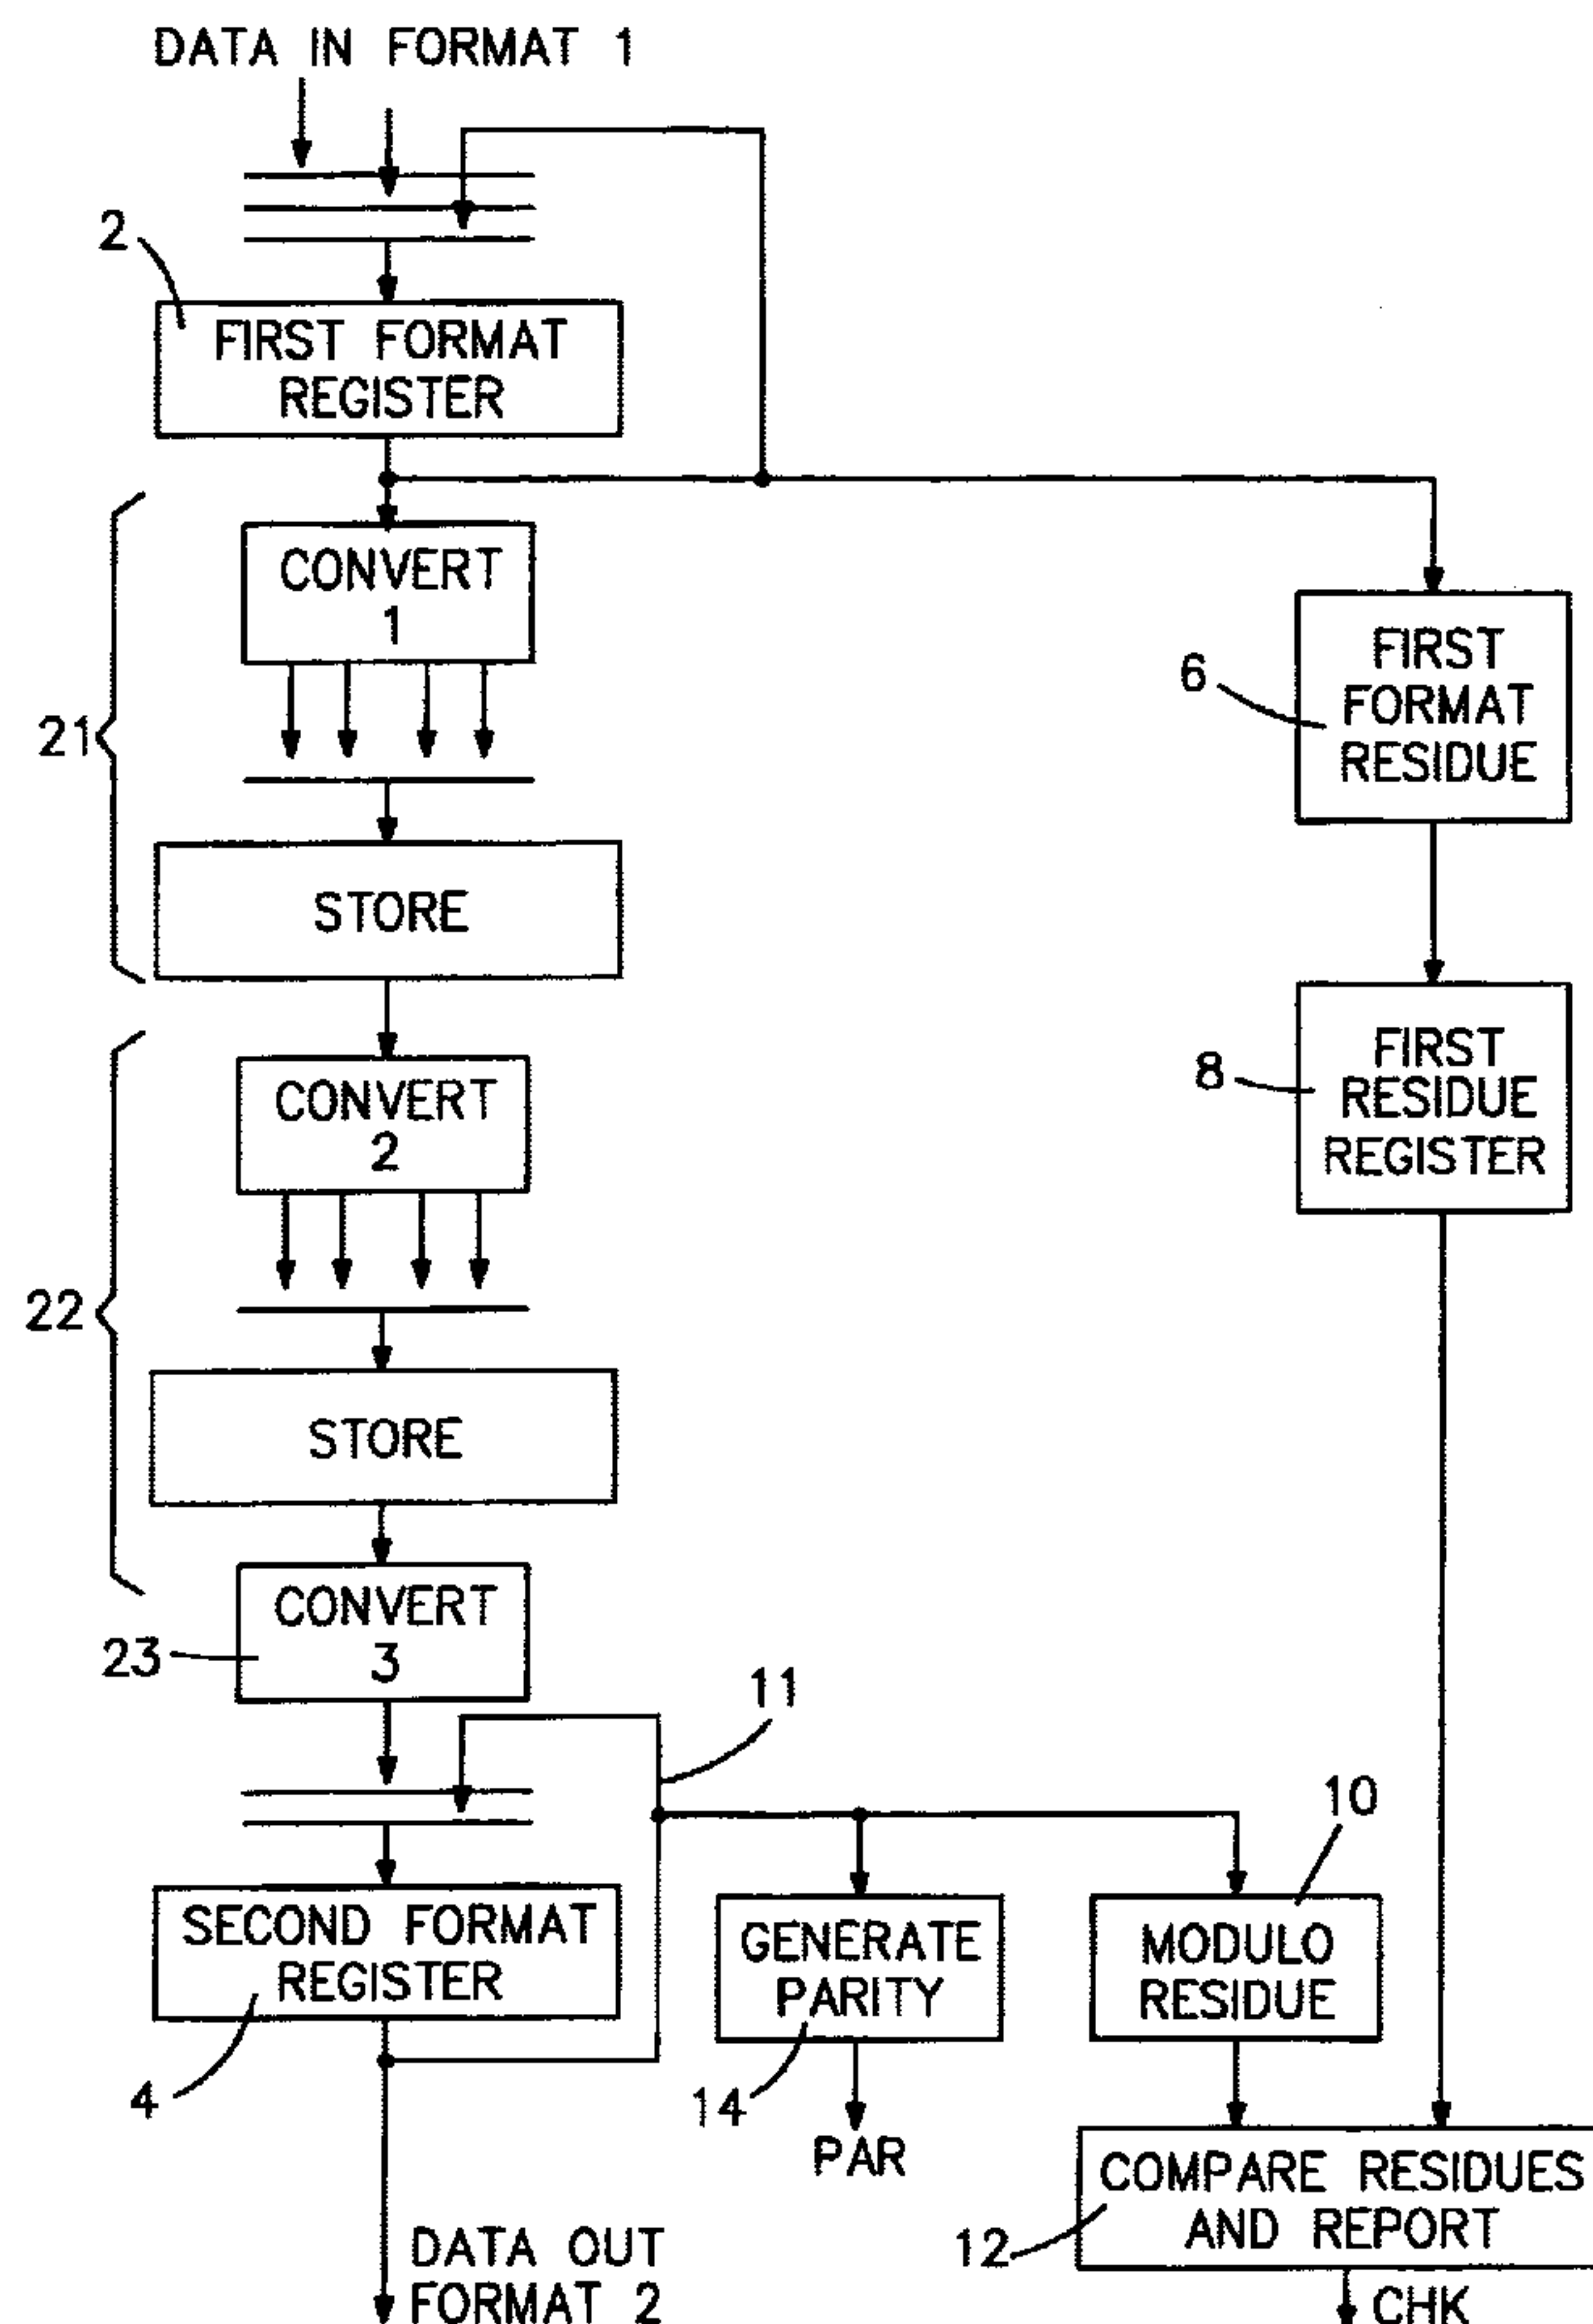 DATA IN FORMAT 1
2
FIRST FORMAT
REGISTER
CONVERT
1
21
6
FIRST
FORMAT
RESIDUE
STORE
8
FIRST
RESIDUE
REGISTER
CONVERT
2
22
STORE
CONVERT
3
23
11
10
SECOND FORMAT
REGISTER
4
GENERATE
PARITY
14
PAR
MODULO
RESIDUE
COMPARE RESIDUES
AND REPORT
12
DATA OUT
FORMAT 2
CHK